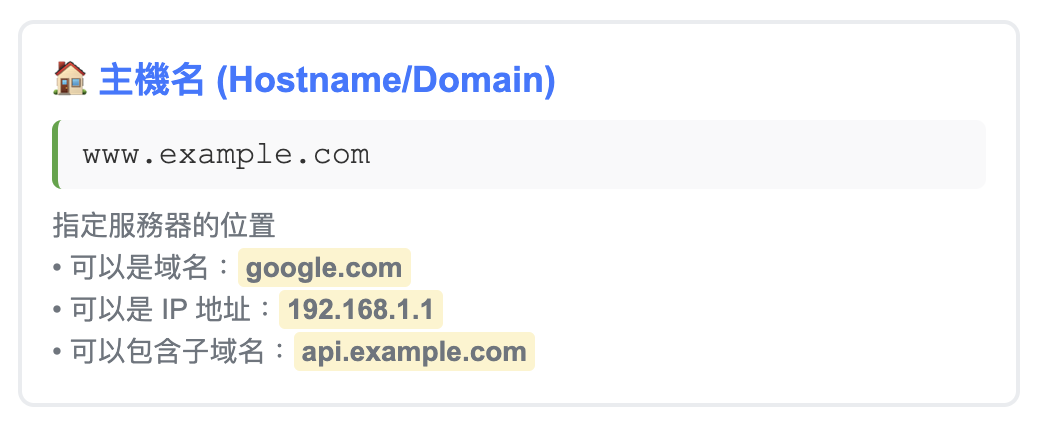 🏠 主機名 (Hostname/Domain)
www.example.com
指定服務器的位置
• 可以是域名：google.com
• 可以是 IP 地址：192.168.1.1
• 可以包含子域名：api.example.com